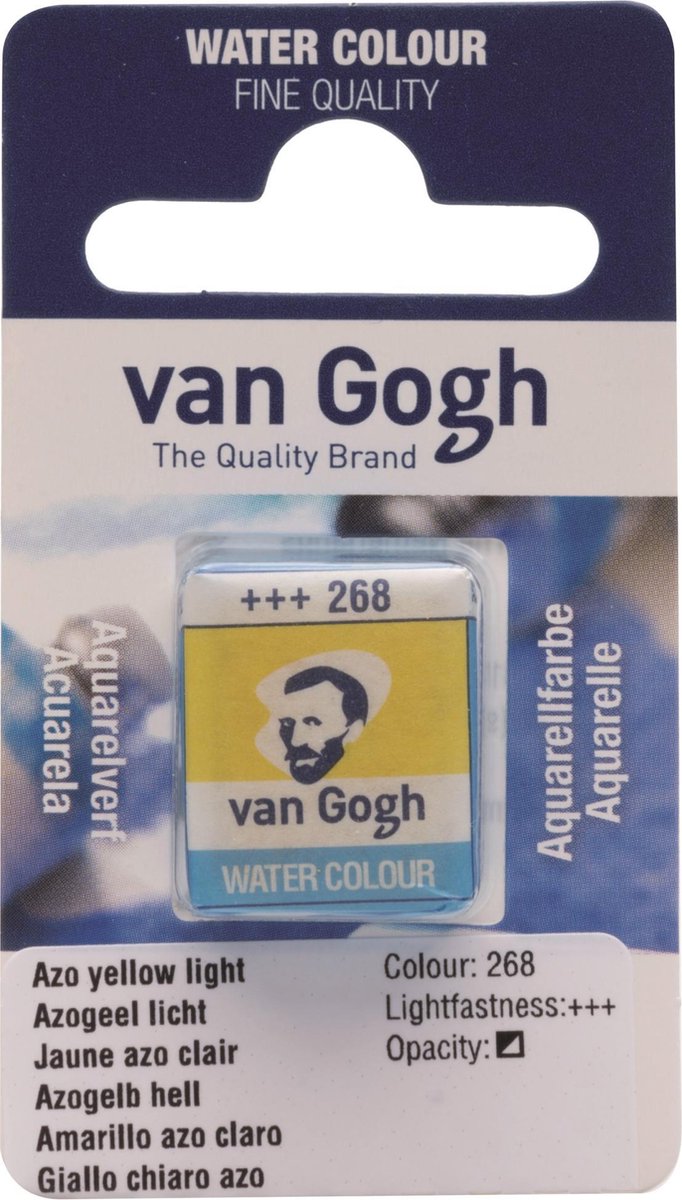 WATER COLOUR
FINE QUALITY
van Gogh
The Quality Brand
+++ 268
van Gogh
WATER COLOUR
Aquarelverf
Acuarela
Aquarellfarbe
Aquarelle
Azo yellow light
Azogeel licht
Jaune azo clair
Azogelb hell
Amarillo azo claro
Giallo chiaro azo
Colour: 268
Lightfastness:+++
Opacity: